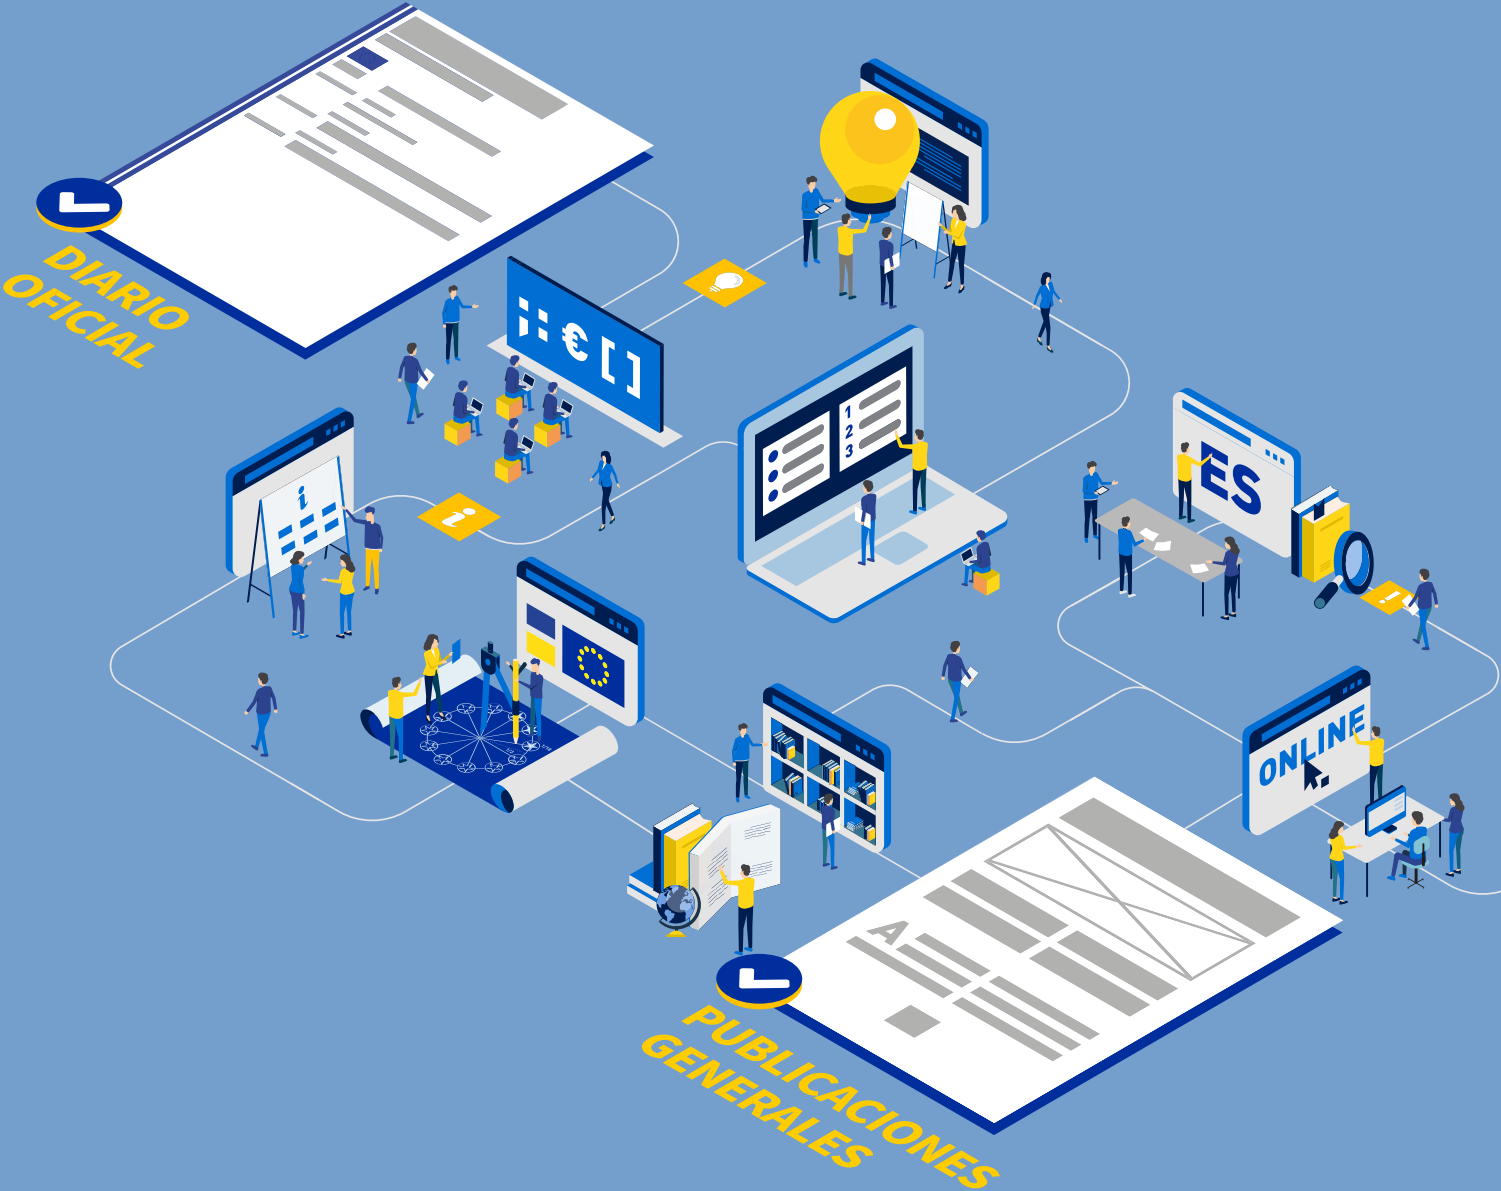 DIARIO
OFICIAL
¡ : : € [ ]
1
2
3
i
i
ES
!
ONLINE
A
PUBLICACIONES
GENERALES